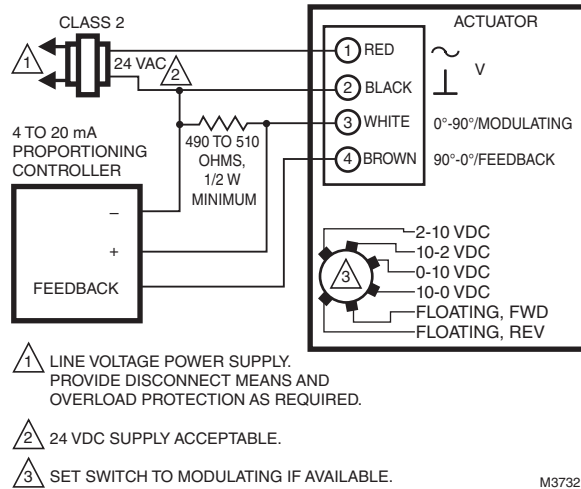 CLASS 2
ACTUATOR
1
24 VAC
2
1 RED
2 BLACK
V
3 WHITE
0°-90°/MODULATING
4 BROWN
90°-0°/FEEDBACK
490 TO 510
OHMS,
1/2 W
MINIMUM
4 TO 20 mA
PROPORTIONING
CONTROLLER
–
+
FEEDBACK
3
2-10 VDC
10-2 VDC
0-10 VDC
10-0 VDC
FLOATING, FWD
FLOATING, REV
1 LINE VOLTAGE POWER SUPPLY.
PROVIDE DISCONNECT MEANS AND
OVERLOAD PROTECTION AS REQUIRED.
2 24 VDC SUPPLY ACCEPTABLE.
3 SET SWITCH TO MODULATING IF AVAILABLE.
M3732